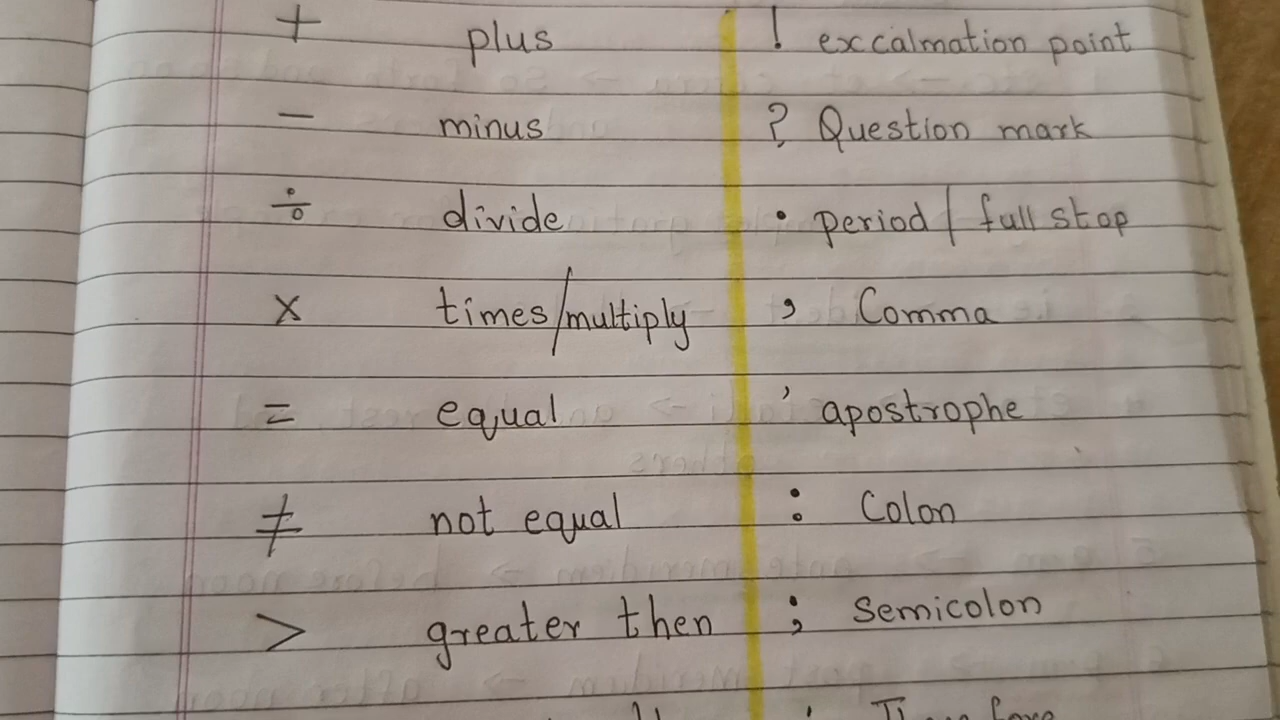 + plus ! exccalmation point
− minus ? Question mark
÷ divide . period / full stop
× times/multiply , Comma
= equal ' apostrophe
≠ not equal : Colon
> greater then ; Semicolon